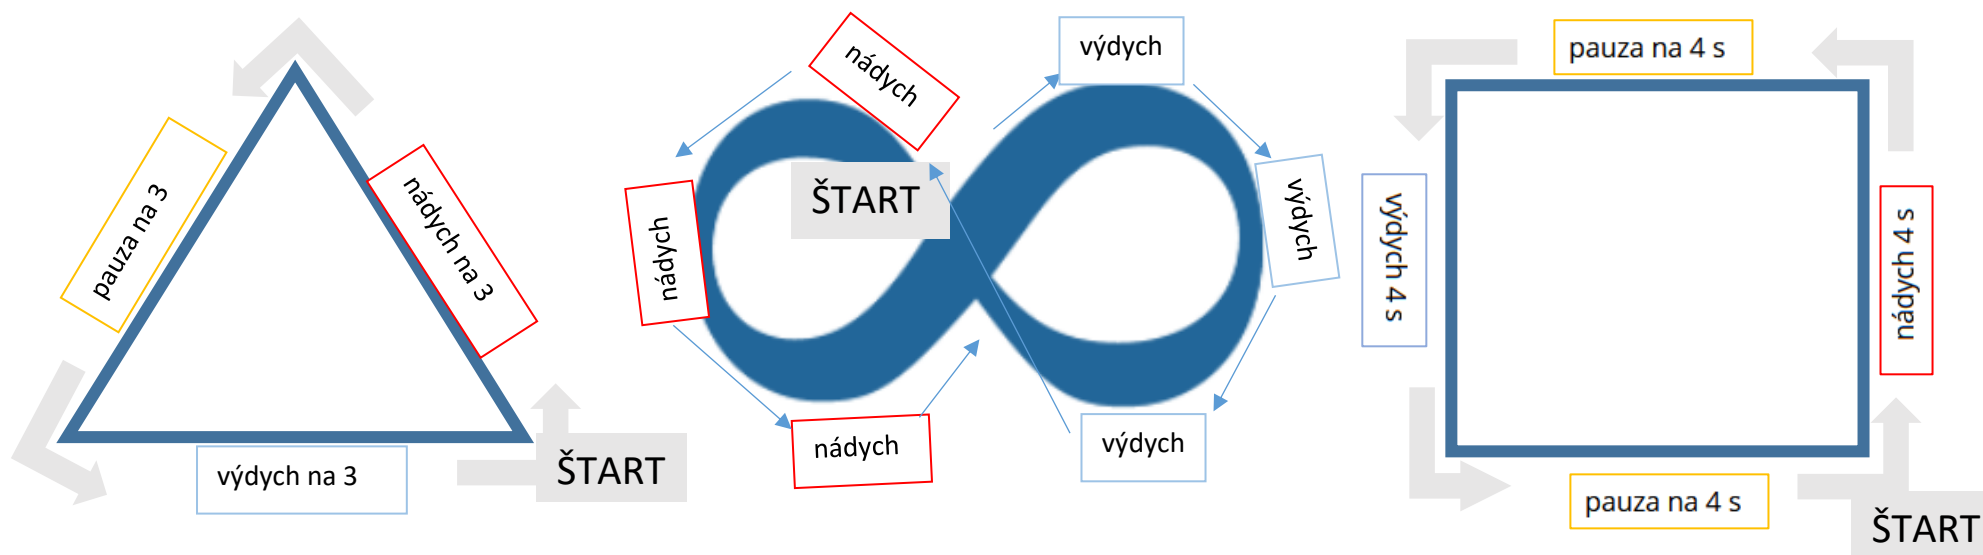 pauza na 3
nádych na 3
výdych na 3
ŠTART
nádych
nádych
nádych
ŠTART
výdych
výdych
výdych
pauza na 4 s
výdych 4 s
nádych 4 s
pauza na 4 s
ŠTART